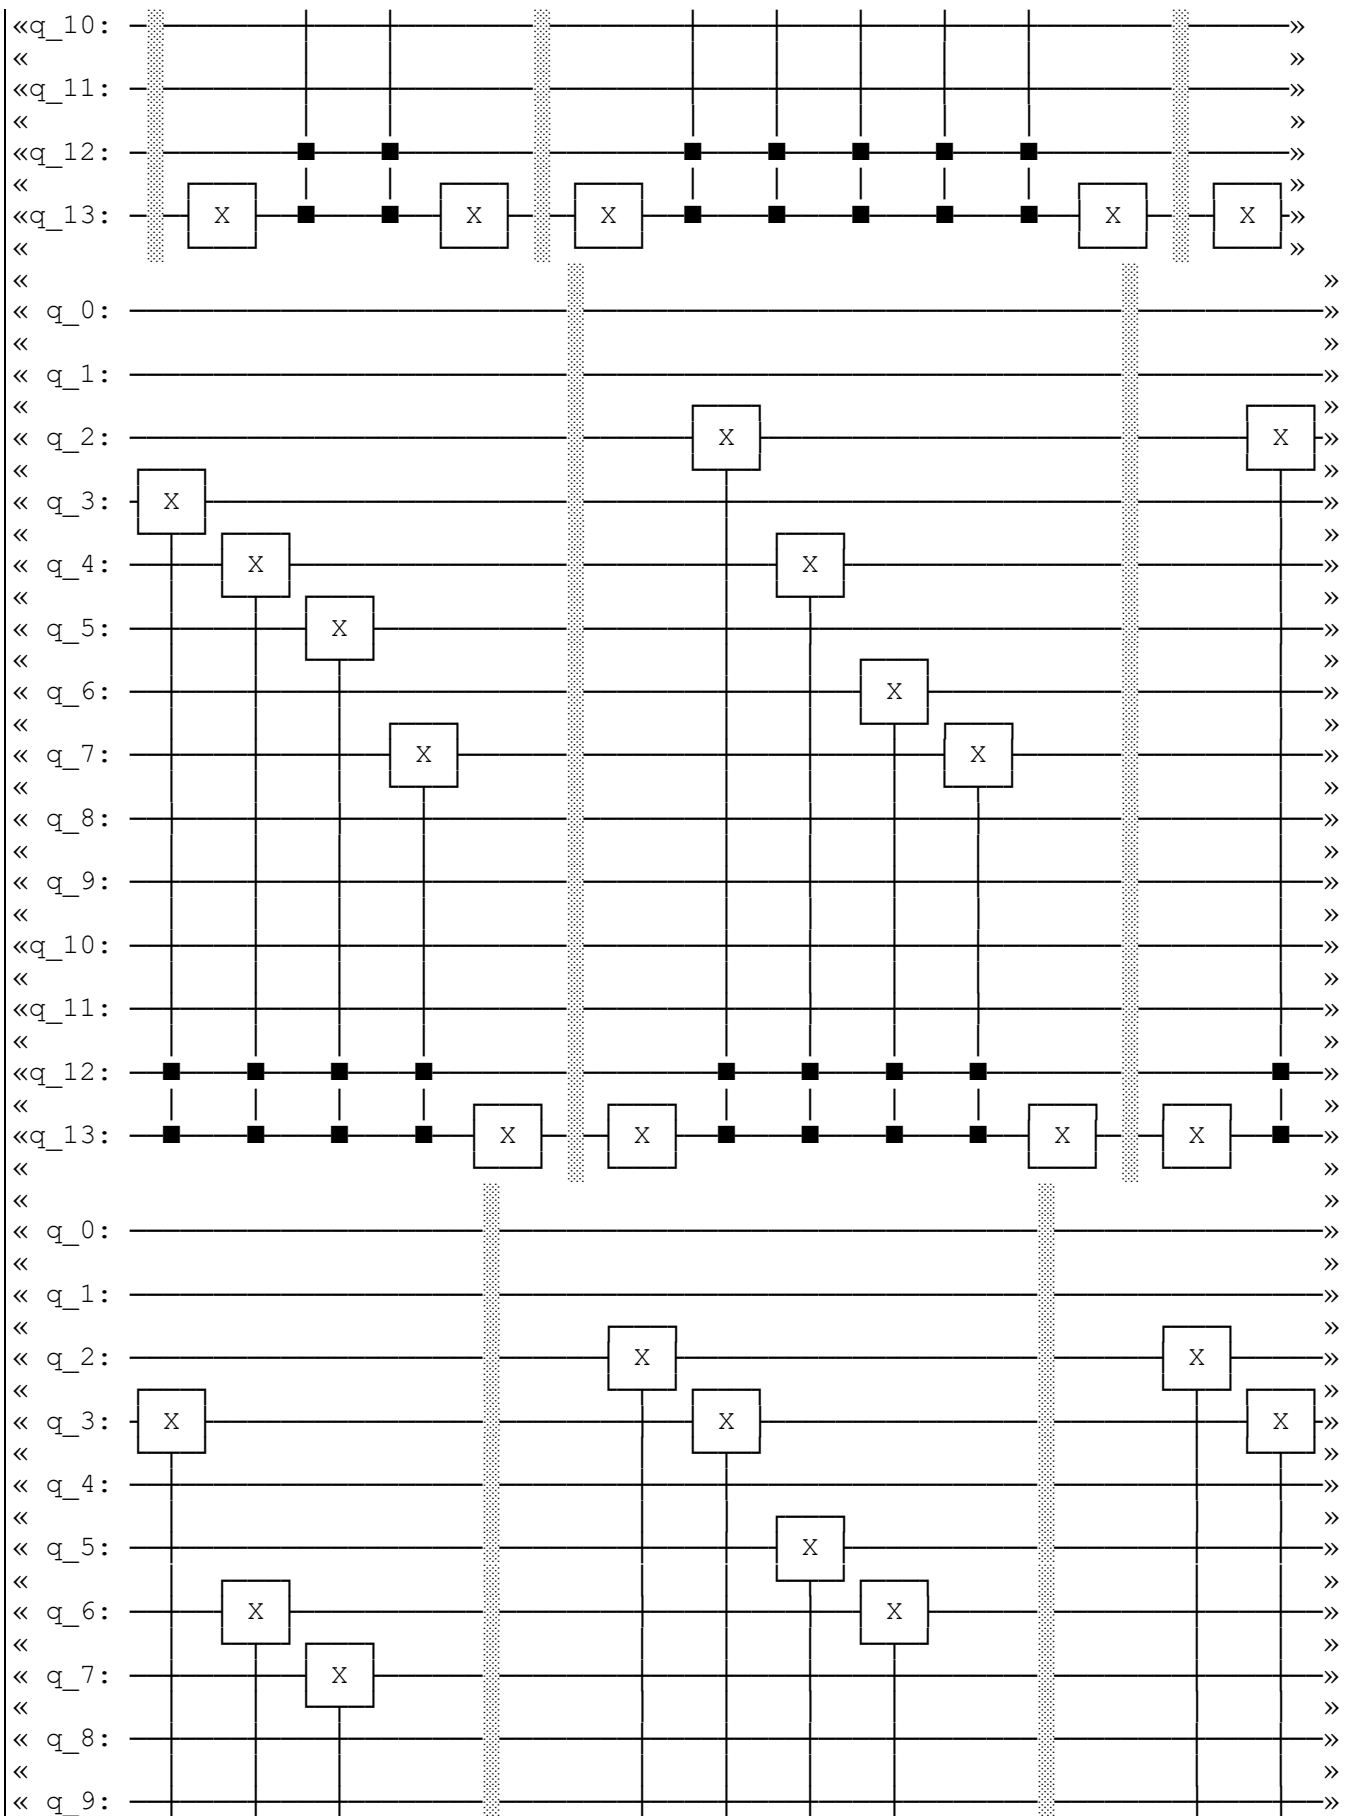 «q_10: »
« »
«q_11: »
« »
«q_12: »
« »
«q_13: X X X X X »
« »
« »
« q_0: »
« »
« q_1: »
« »
« q_2: X X »
« »
« q_3: X »
« »
« q_4: X X »
« »
« q_5: X »
« »
« q_6: X »
« »
« q_7: X X »
« »
« q_8: »
« »
« q_9: »
« »
«q_10: »
« »
«q_11: »
« »
«q_12: »
« »
«q_13: X X X X »
« »
« »
« q_0: »
« »
« q_1: »
« »
« q_2: X X »
« »
« q_3: X X X »
« »
« q_4: »
« »
« q_5: X »
« »
« q_6: X X »
« »
« q_7: X »
« »
« q_8: »
« »
« q_9: »